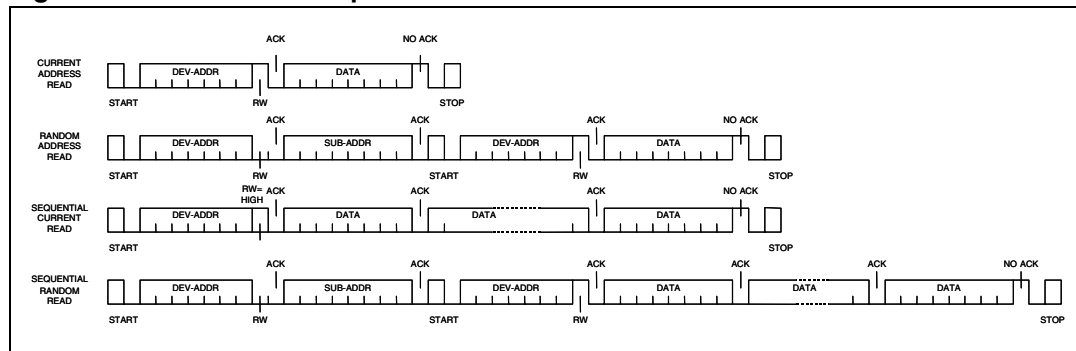 ACK NO ACK
CURRENT
ADDRESS
READ
DEV-ADDR DATA
START RW STOP
ACK ACK ACK NO ACK
RANDOM
ADDRESS
READ
DEV-ADDR SUB-ADDR DEV-ADDR DATA
START RW START RW STOP
RW=
HIGH
ACK ACK ACK NO ACK
SEQUENTIAL
CURRENT
READ
DEV-ADDR DATA DATA DATA
START STOP
ACK ACK ACK ACK ACK NO ACK
SEQUENTIAL
RANDOM
READ
DEV-ADDR SUB-ADDR DEV-ADDR DATA DATA DATA
START RW START RW STOP